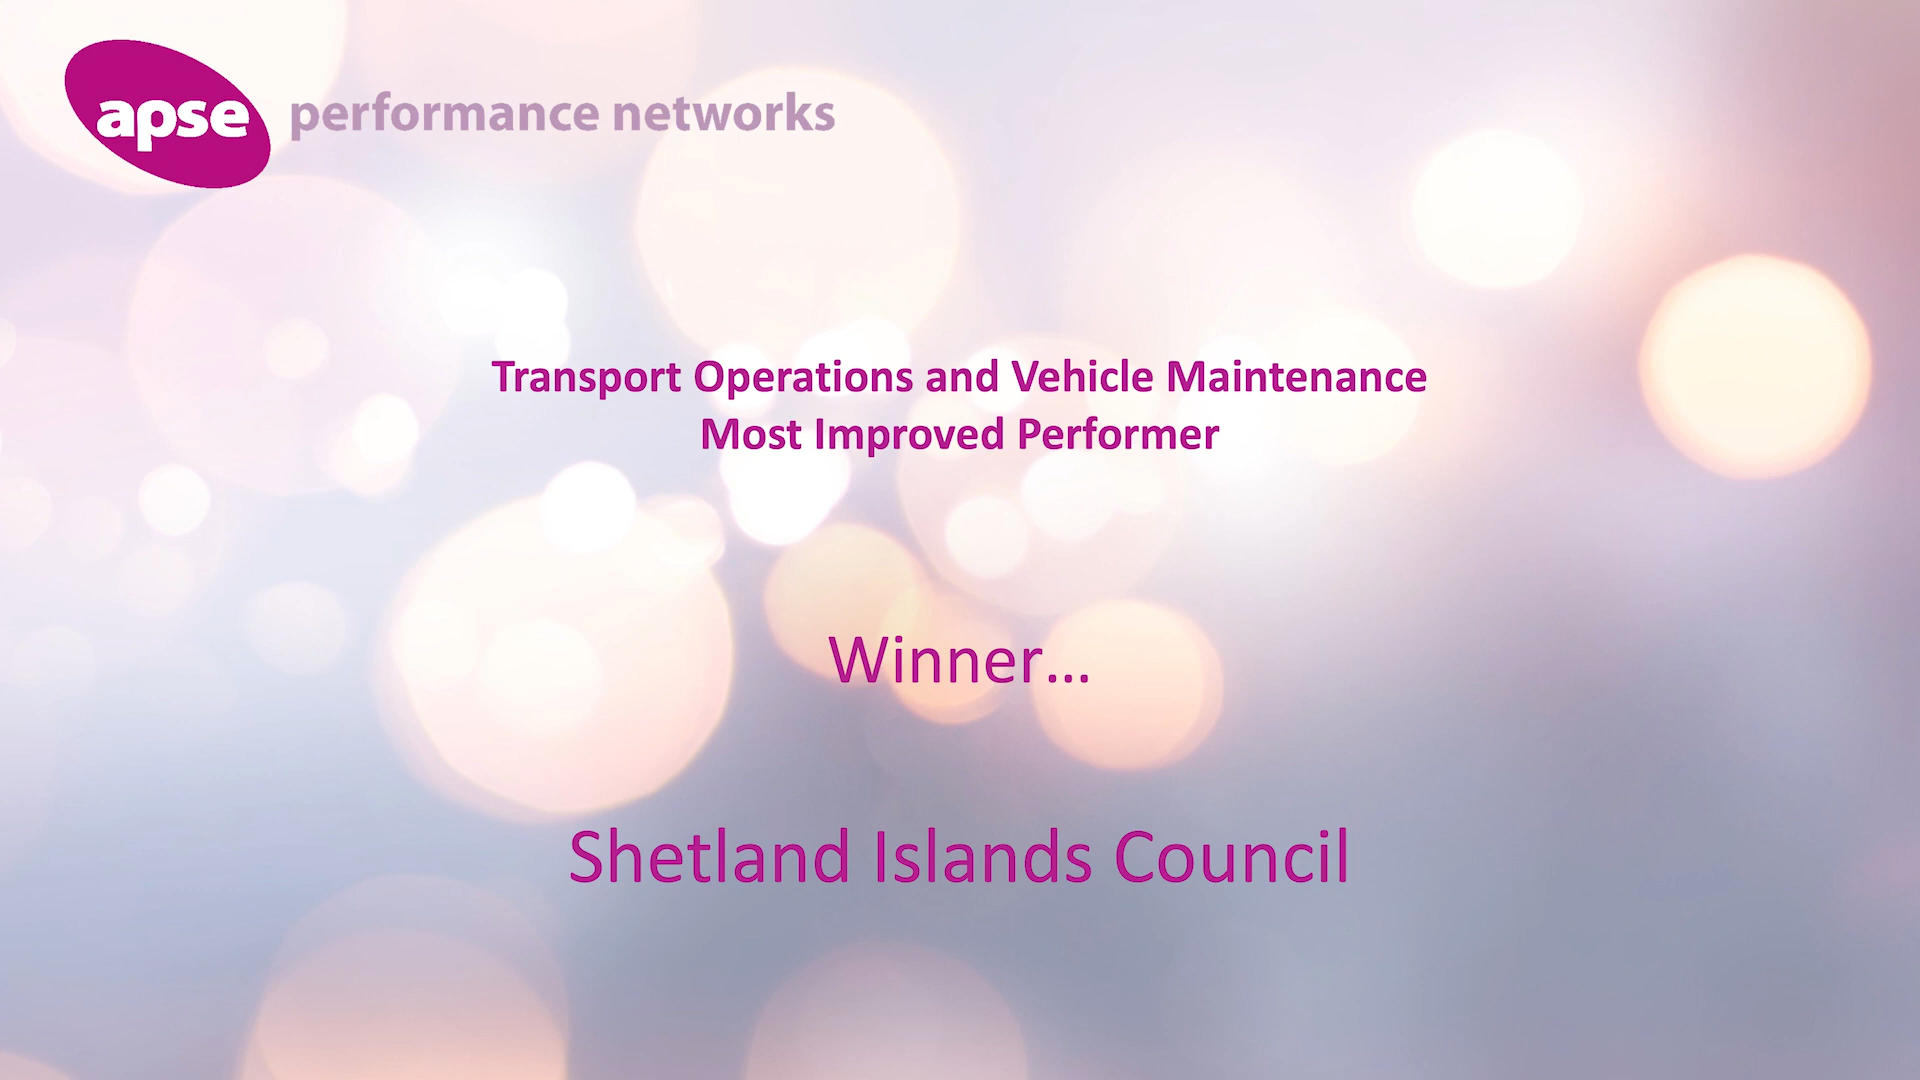 apse performance networks
Transport Operations and Vehicle Maintenance
Most Improved Performer
Winner...
Shetland Islands Council